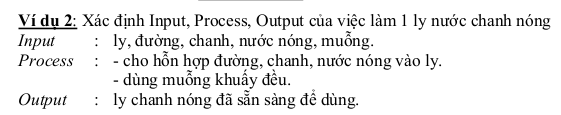 Ví dụ 2: Xác định Input, Process, Output của việc làm 1 ly nước chanh nóng
Input : ly, đường, chanh, nước nóng, muỗng.
Process : - cho hỗn hợp đường, chanh, nước nóng vào ly.
- dùng muỗng khuấy đều.
Output : ly chanh nóng đã sẵn sàng để dùng.